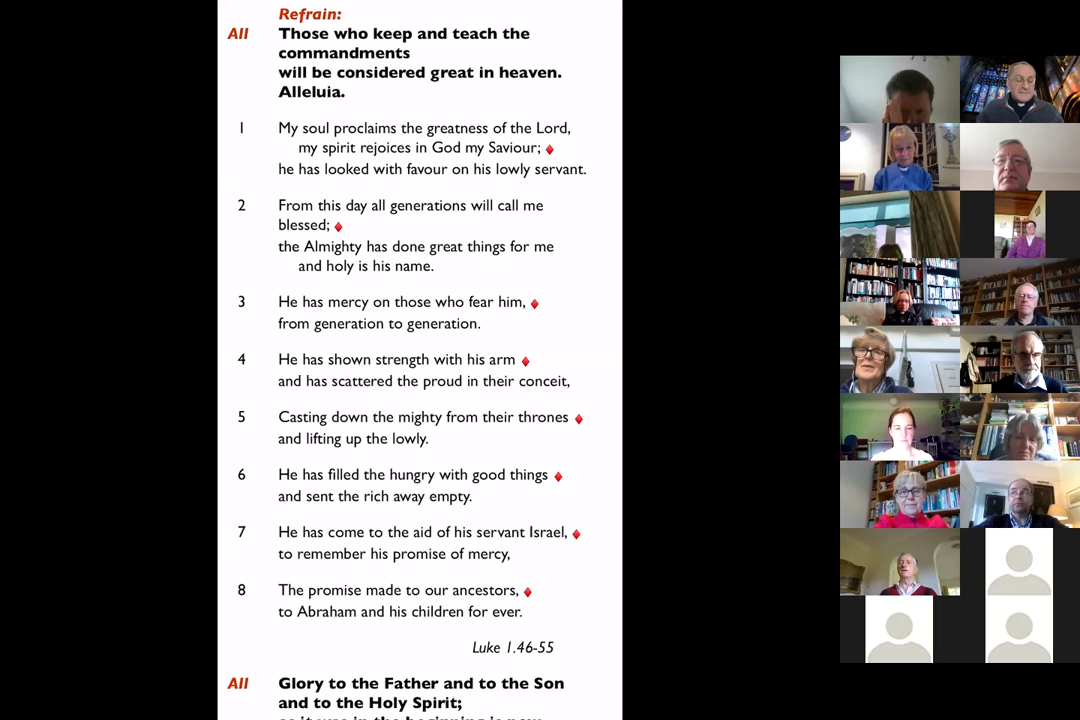 Refrain:
All Those who keep and teach the
commandments
will be considered great in heaven.
Alleluia.
1 My soul proclaims the greatness of the Lord,
my spirit rejoices in God my Saviour; ♦
he has looked with favour on his lowly servant.
2 From this day all generations will call me
blessed; ♦
the Almighty has done great things for me
and holy is his name.
3 He has mercy on those who fear him, ♦
from generation to generation.
4 He has shown strength with his arm ♦
and has scattered the proud in their conceit,
5 Casting down the mighty from their thrones ♦
and lifting up the lowly.
6 He has filled the hungry with good things ♦
and sent the rich away empty.
7 He has come to the aid of his servant Israel, ♦
to remember his promise of mercy,
8 The promise made to our ancestors, ♦
to Abraham and his children for ever.
Luke 1.46-55
All Glory to the Father and to the Son
and to the Holy Spirit;
as it was in the beginning is now